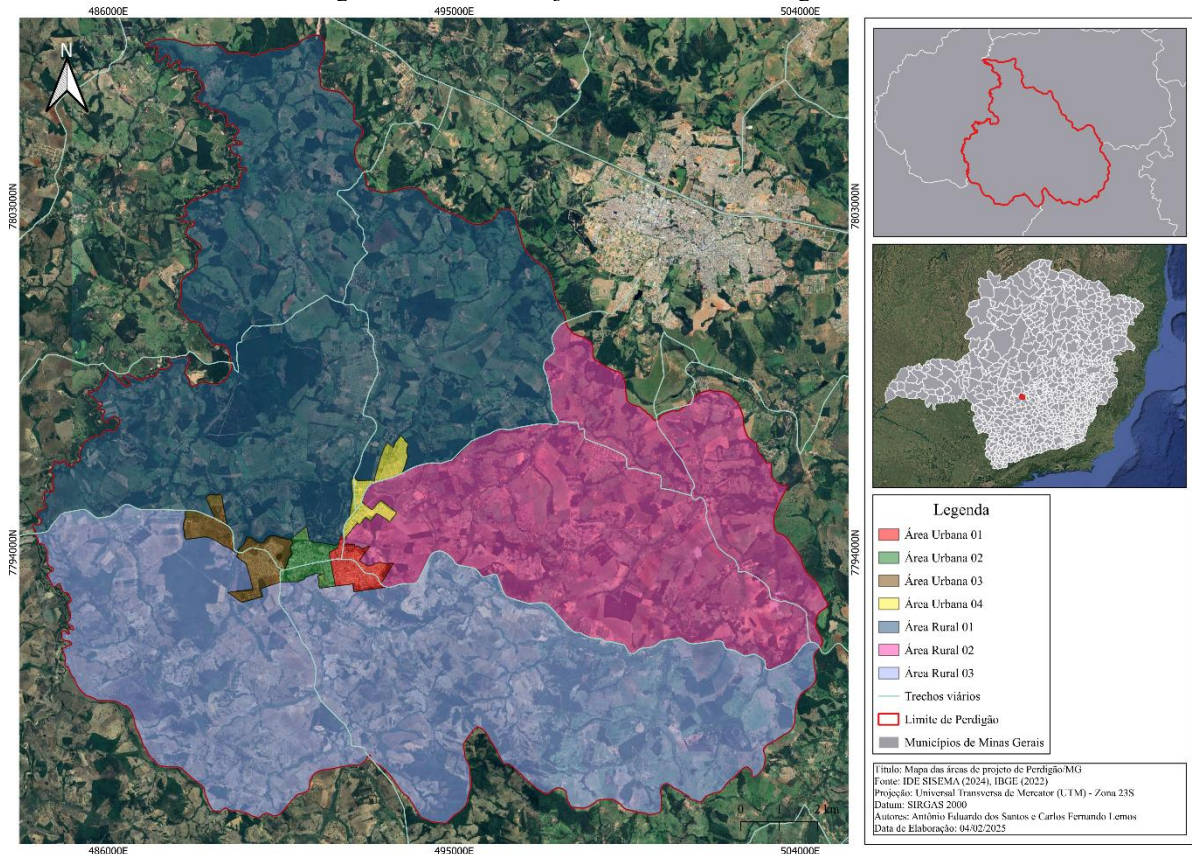 486000E 495000E 504000E
N
7803000N 7803000N
7794000N 7794000N
Legenda
Área Urbana 01
Área Urbana 02
Área Urbana 03
Área Urbana 04
Área Rural 01
Área Rural 02
Área Rural 03
Trechos viários
Limite de Perdigão
Municípios de Minas Gerais
0 1 2 km
Título: Mapa das áreas de projeto de Perdigão/MG
Fonte: IDE SISEMA (2024), IBGE (2022)
Projeção: Universal Transversa de Mercator (UTM) - Zona 23S
Datum: SIRGAS 2000
Autores: Antônio Eduardo dos Santos e Carlos Fernando Lemos
Data de Elaboração: 04/02/2025
486000E 495000E 504000E